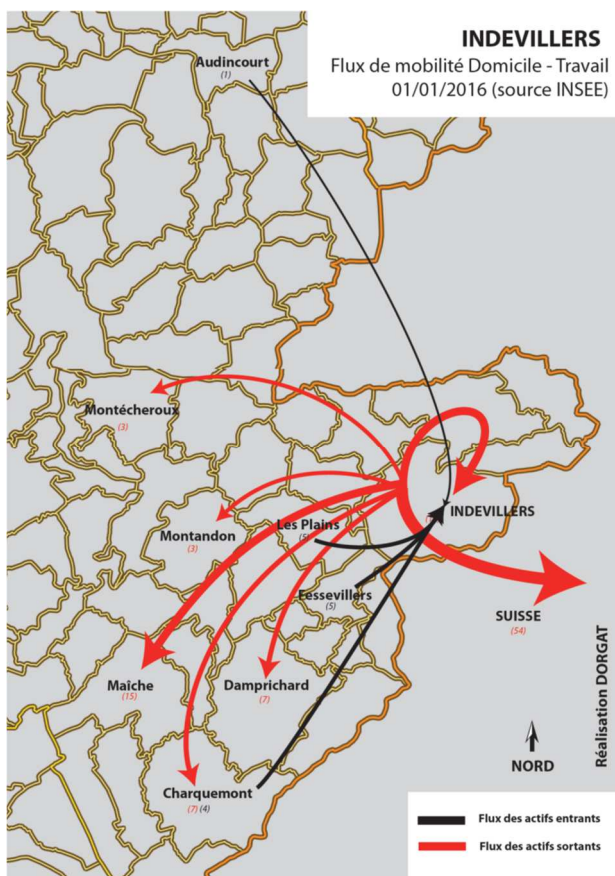 INDEVILLERS
Flux de mobilité Domicile - Travail
01/01/2016 (source INSEE)
Audincourt
(1)
Montécheroux
(3)
Les Plains
(5)
INDEVILLERS
Montandon
(3)
Fessevillers
(5)
SUISSE
(54)
Maîche
(15)
Damprichard
(7)
Charquemont
(7) (4)
NORD
Réalisation DORGAT
Flux des actifs entrants
Flux des actifs sortants